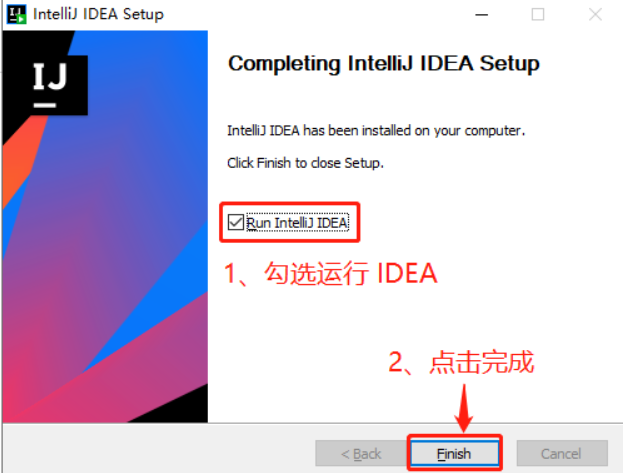 IntelliJ IDEA Setup
IJ
Completing IntelliJ IDEA Setup
IntelliJ IDEA has been installed on your computer.
Click Finish to close Setup.
Run IntelliJ IDEA
1、勾选运行 IDEA
2、点击完成
< Back
Finish
Cancel